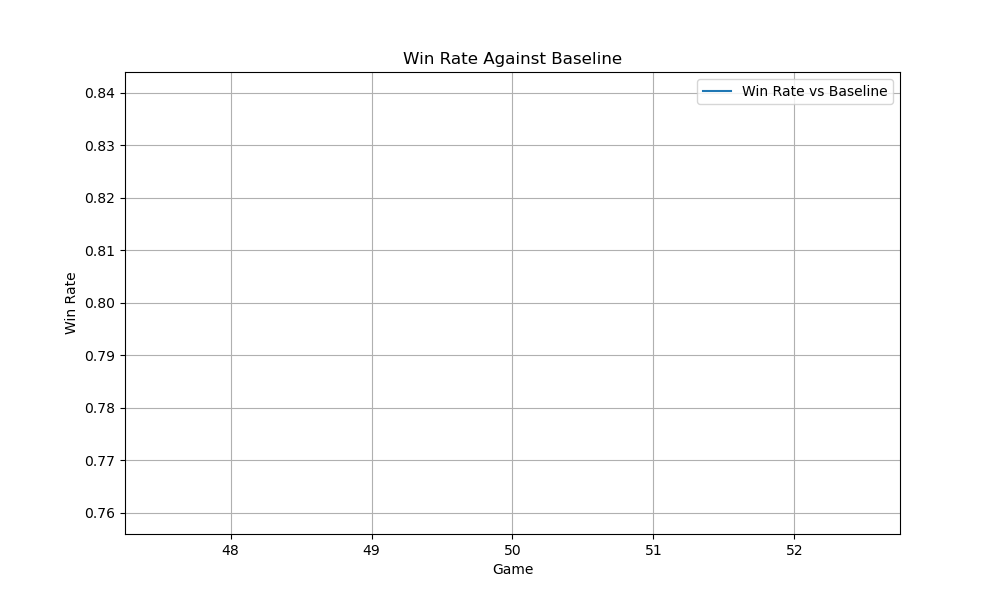 Win Rate Against Baseline
Win Rate vs Baseline
0.84
0.83
0.82
0.81
0.80
0.79
0.78
0.77
0.76
Win Rate
48 49 50 51 52
Game